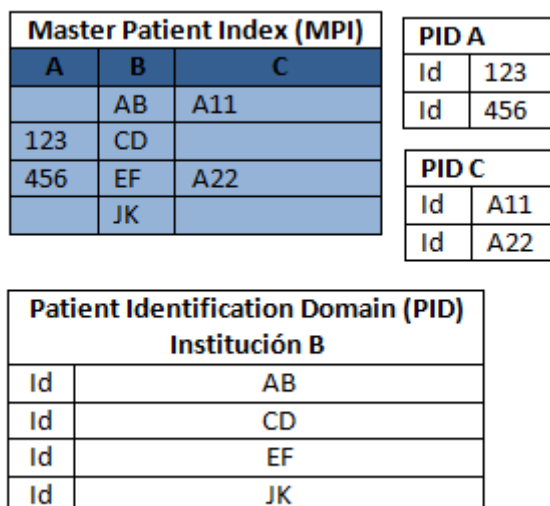 Master Patient Index (MPI)
A B C
AB A11
123 CD
456 EF A22
JK
PID A
Id 123
Id 456
PID C
Id A11
Id A22
Patient Identification Domain (PID)
Institución B
Id AB
Id CD
Id EF
Id JK